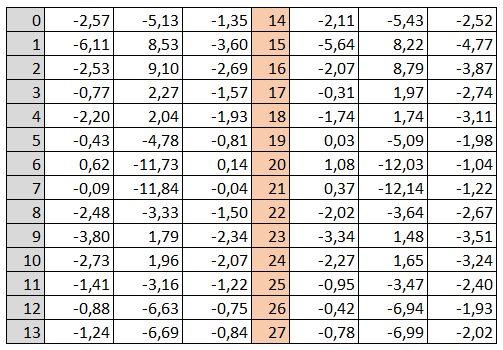 0 -2,57 -5,13 -1,35 14 -2,11 -5,43 -2,52
1 -6,11 8,53 -3,60 15 -5,64 8,22 -4,77
2 -2,53 9,10 -2,69 16 -2,07 8,79 -3,87
3 -0,77 2,27 -1,57 17 -0,31 1,97 -2,74
4 -2,20 2,04 -1,93 18 -1,74 1,74 -3,11
5 -0,43 -4,78 -0,81 19 0,03 -5,09 -1,98
6 0,62 -11,73 0,14 20 1,08 -12,03 -1,04
7 -0,09 -11,84 -0,04 21 0,37 -12,14 -1,22
8 -2,48 -3,33 -1,50 22 -2,02 -3,64 -2,67
9 -3,80 1,79 -2,34 23 -3,34 1,48 -3,51
10 -2,73 1,96 -2,07 24 -2,27 1,65 -3,24
11 -1,41 -3,16 -1,22 25 -0,95 -3,47 -2,40
12 -0,88 -6,63 -0,75 26 -0,42 -6,94 -1,93
13 -1,24 -6,69 -0,84 27 -0,78 -6,99 -2,02